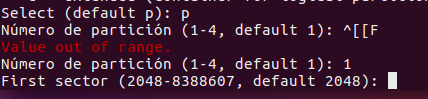 Select (default p): p
Número de partición (1-4, default 1): ^[[F
Value out of range.
Número de partición (1-4, default 1): 1
First sector (2048-8388607, default 2048):